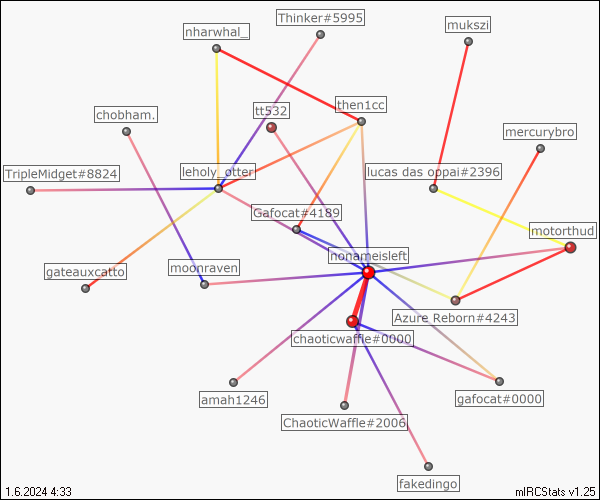 Thinker#5995
nharwhal_
mukszi
chobham.
tt532
then1cc
mercurybro
TripleMidget#8824
leholy_otter
lucas das oppai#2396
Gafocat#4189
motorthud
nonameisleft
gateauxcatto
moonraven
Azure Reborn#4243
chaoticwaffle#0000
amah1246
gafocat#0000
ChaoticWaffle#2006
fakedingo
1.6.2024 4:33
mIRCStats v1.25